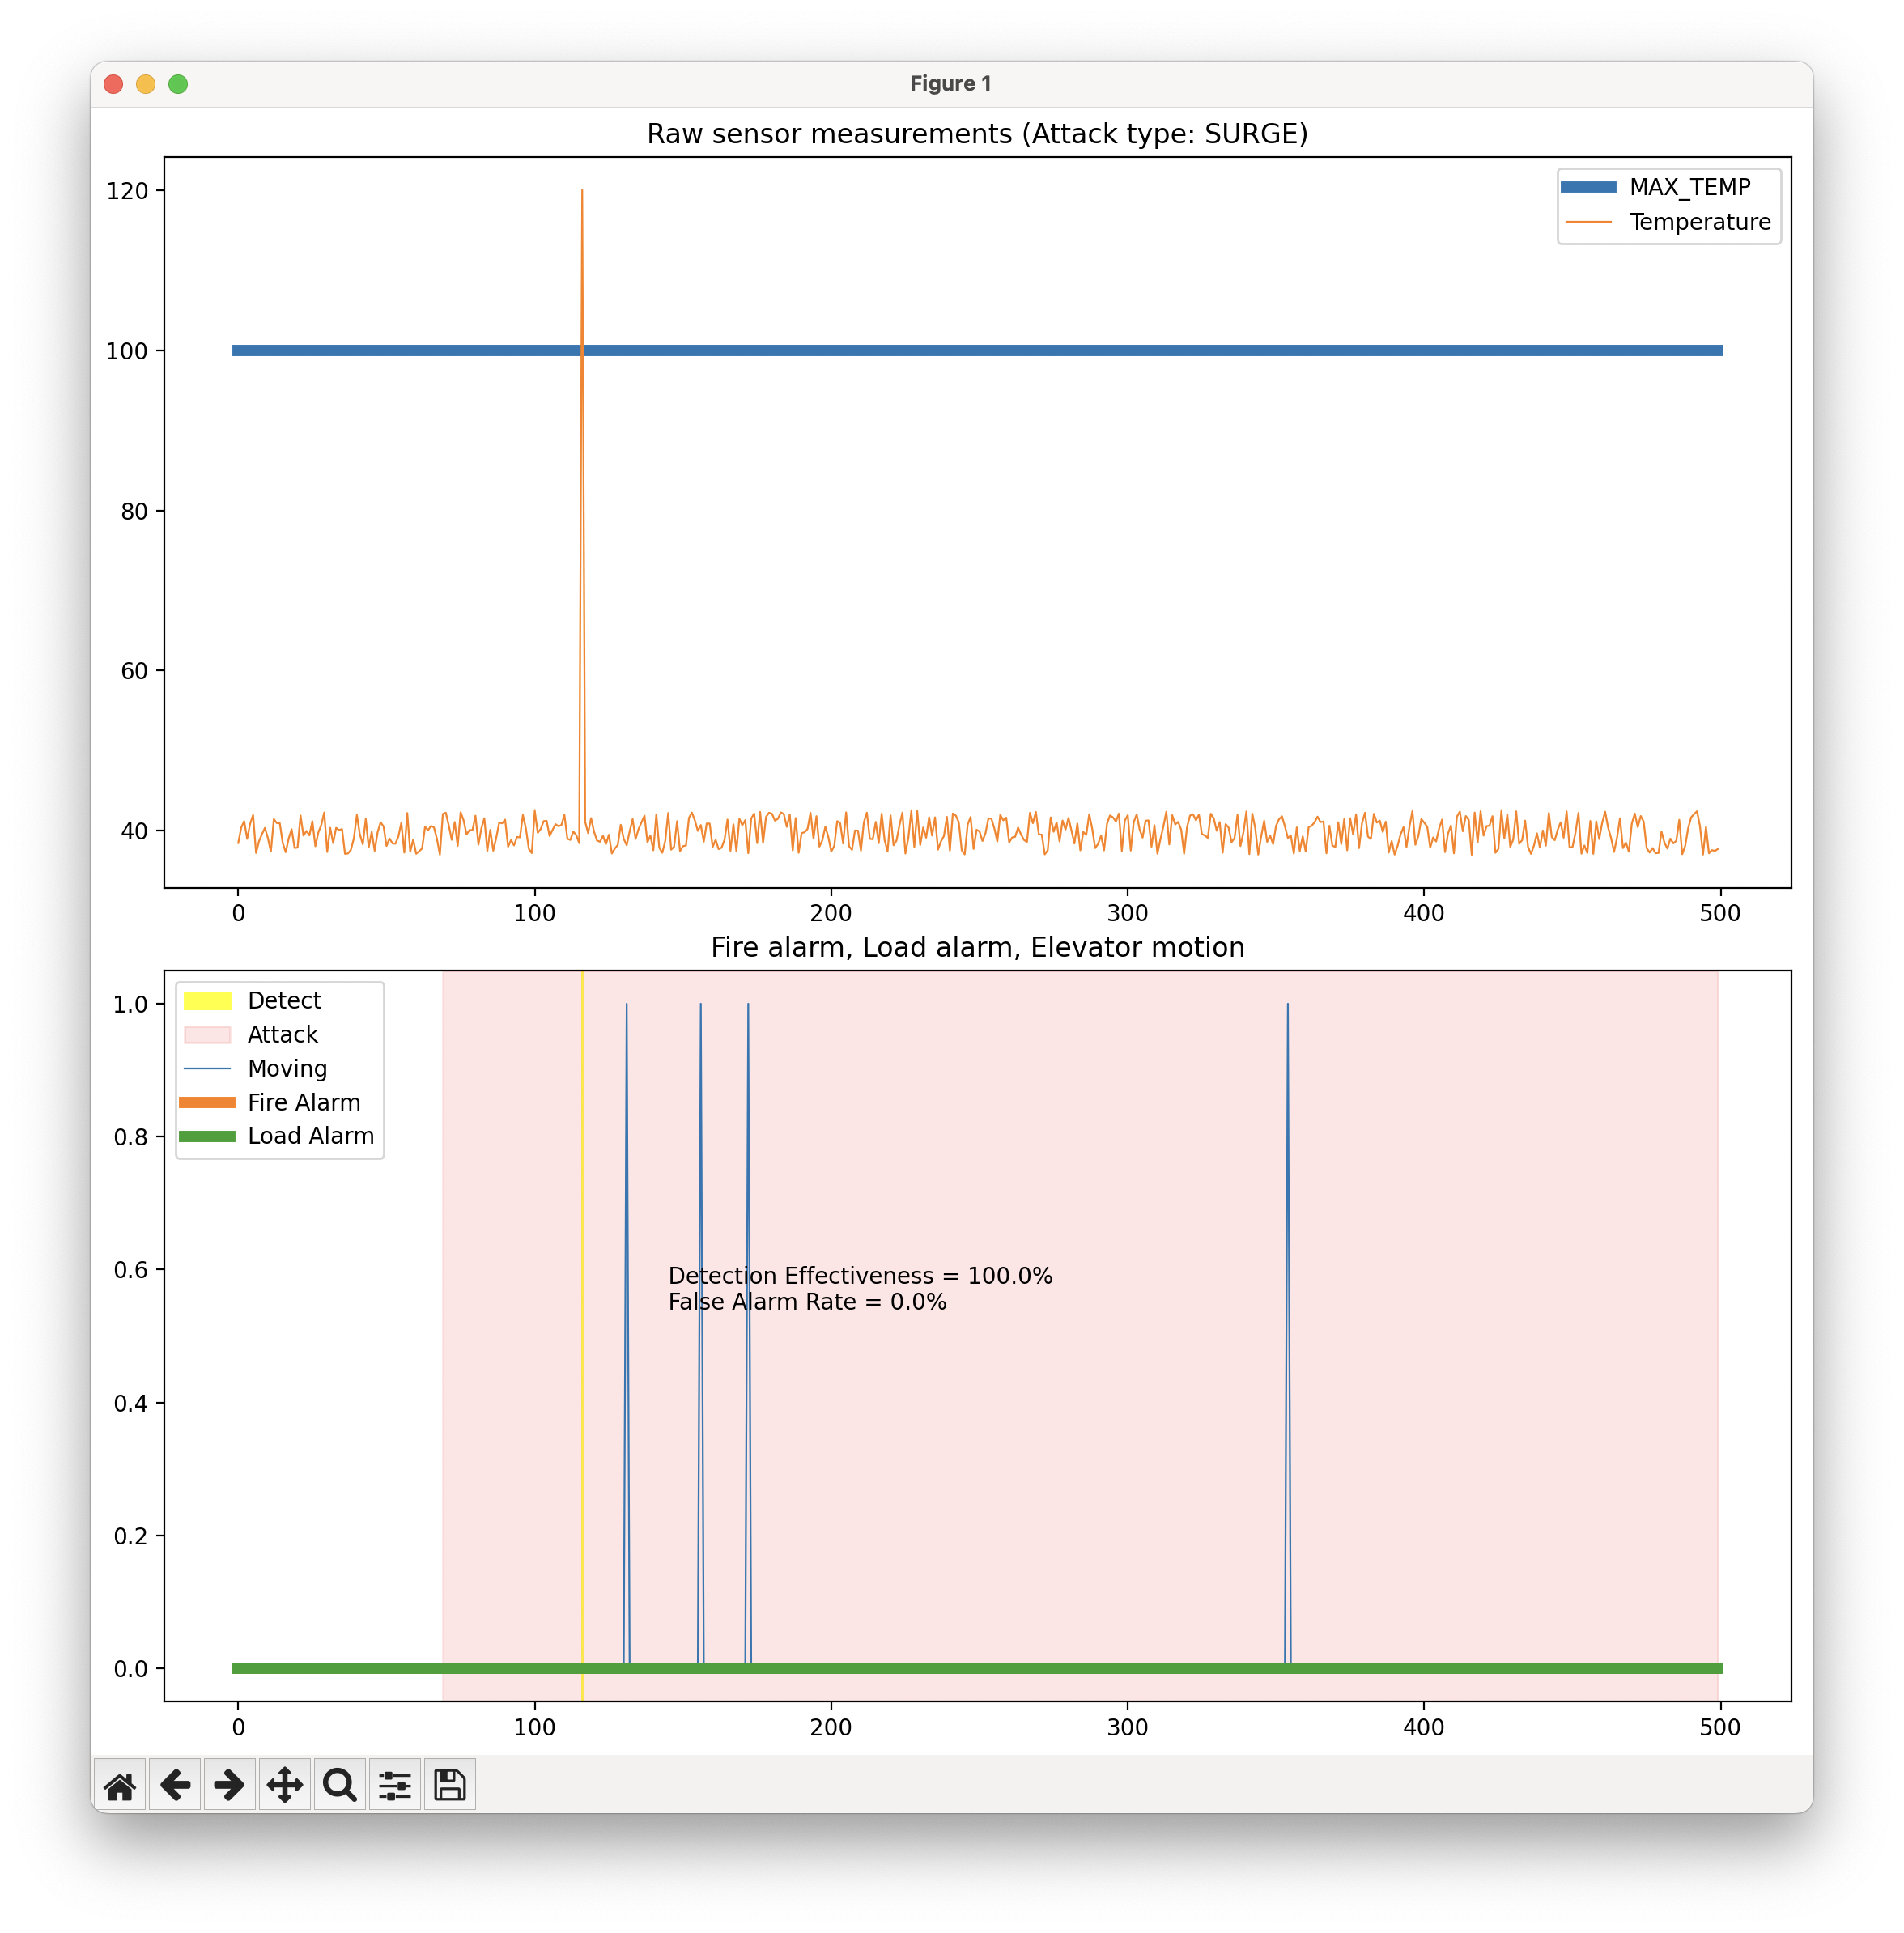 Figure 1
Raw sensor measurements (Attack type: SURGE)
120
100
80
60
40
MAX_TEMP
Temperature
0 100 200 300 400 500
Fire alarm, Load alarm, Elevator motion
1.0
0.8
0.6
0.4
0.2
0.0
Detect
Attack
Moving
Fire Alarm
Load Alarm
Detection Effectiveness = 100.0%
False Alarm Rate = 0.0%
0 100 200 300 400 500